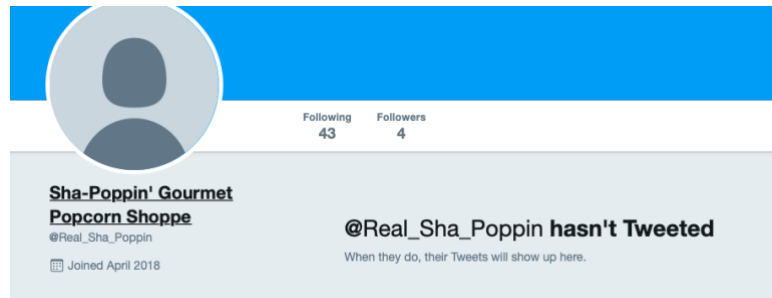 Following Followers
43 4
Sha-Poppin' Gourmet
Popcorn Shoppe
@Real_Sha_Poppin
Joined April 2018
@Real_Sha_Poppin hasn't Tweeted
When they do, their Tweets will show up here.